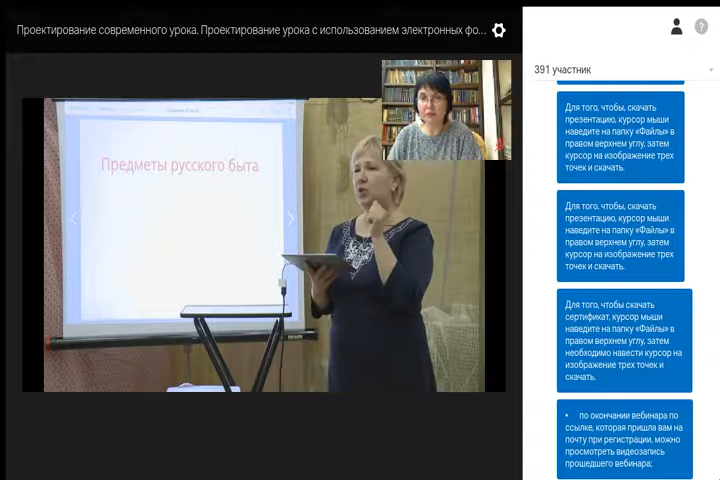 Проектирование современного урока. Проектирование урока с использованием электронных фо...
391 участник
Предметы русского быта
Для того, чтобы, скачать
презентацию, курсор мыши
наведите на папку «Файлы» в
правом верхнем углу, затем
курсор на изображение трех
точек и скачать.
Для того, чтобы, скачать
презентацию, курсор мыши
наведите на папку «Файлы» в
правом верхнем углу, затем
курсор на изображение трех
точек и скачать.
Для того, чтобы скачать
сертификат, курсор мыши
наведите на папку «Файлы» в
правом верхнем углу, затем
необходимо навести курсор на
изображение трех точек и
скачать.
• по окончании вебинара по
ссылке, которая пришла вам на
почту при регистрации, можно
просмотреть видеозапись
прошедшего вебинара;